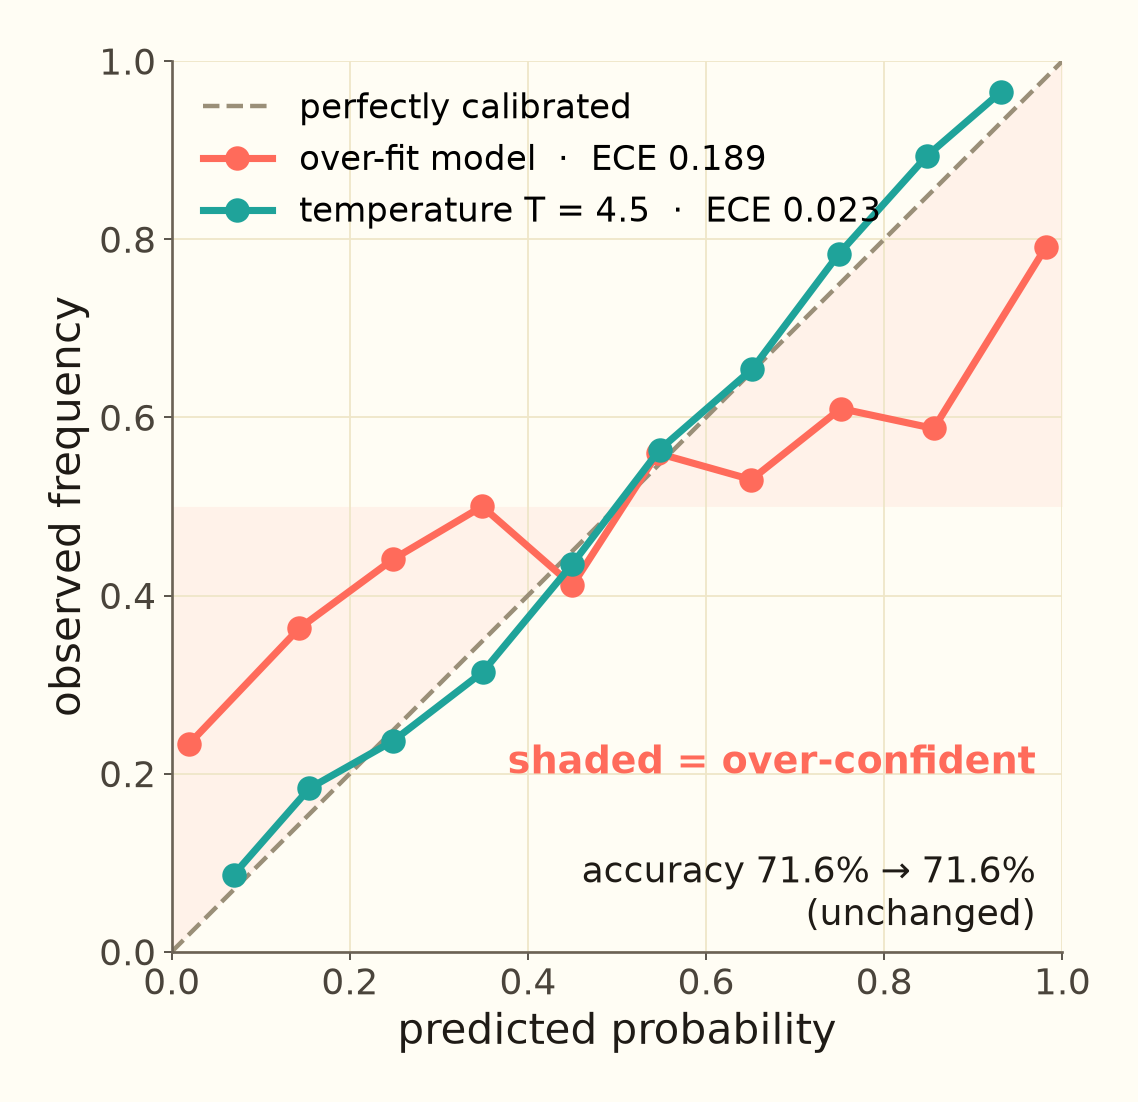 1.0
0.8
0.6
0.4
0.2
0.0
observed frequency
perfectly calibrated
over-fit model · ECE 0.189
temperature T = 4.5 · ECE 0.023
shaded = over-confident
accuracy 71.6% → 71.6%
(unchanged)
0.0 0.2 0.4 0.6 0.8 1.0
predicted probability